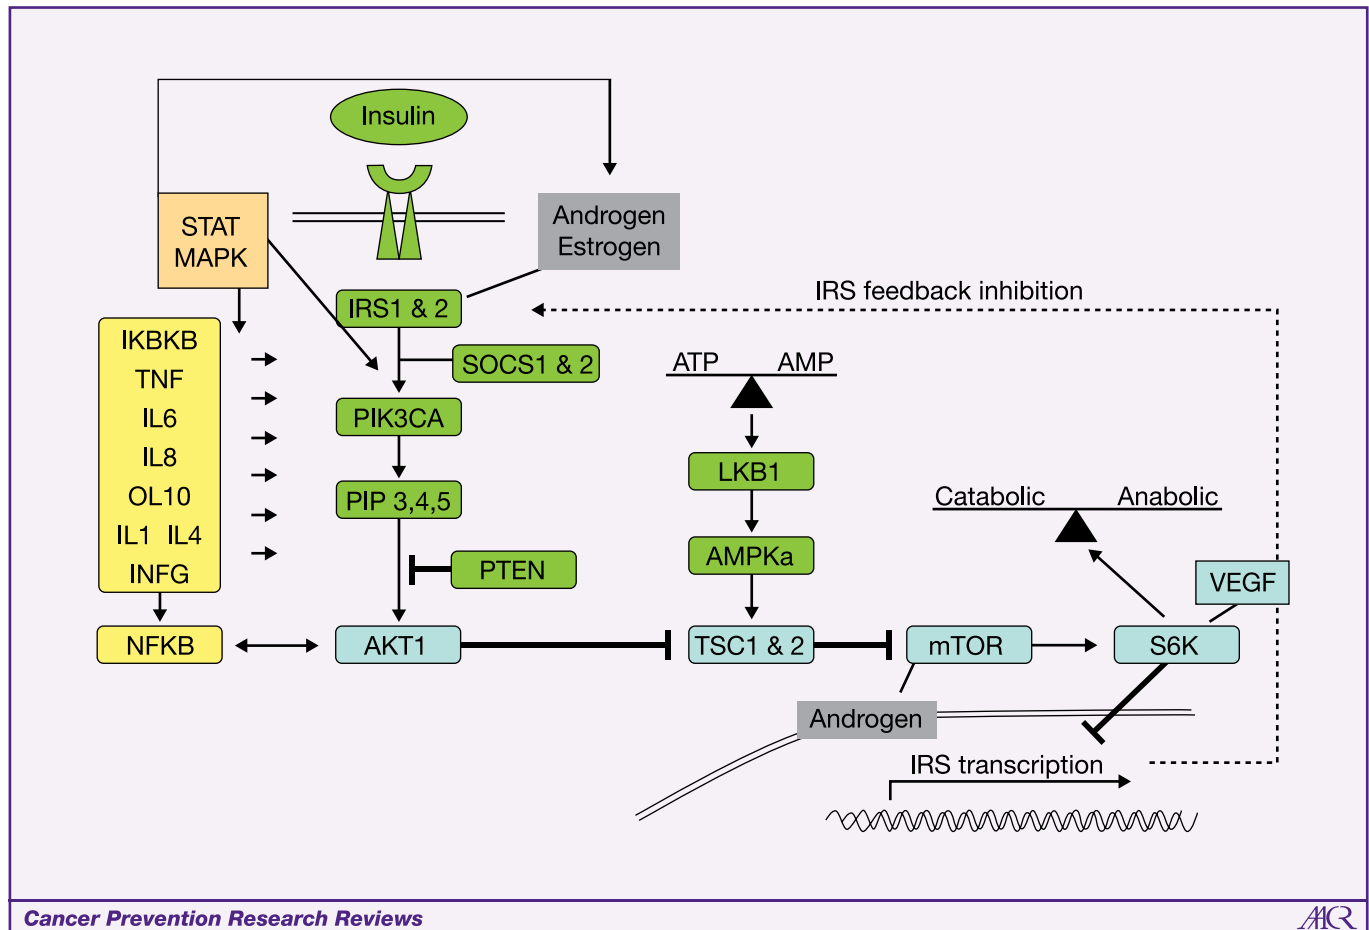 Insulin
STAT
MAPK
Androgen
Estrogen
IRS1 & 2
IRS feedback inhibition
IKBKB
TNF
IL6
IL8
OL10
IL1 IL4
INFG
SOCS1 & 2
ATP AMP
PIK3CA
LKB1
PIP 3,4,5
Catabolic Anabolic
PTEN
AMPKa
VEGF
NFKB
AKT1
TSC1 & 2
mTOR
S6K
Androgen
IRS transcription
Cancer Prevention Research Reviews
AACR